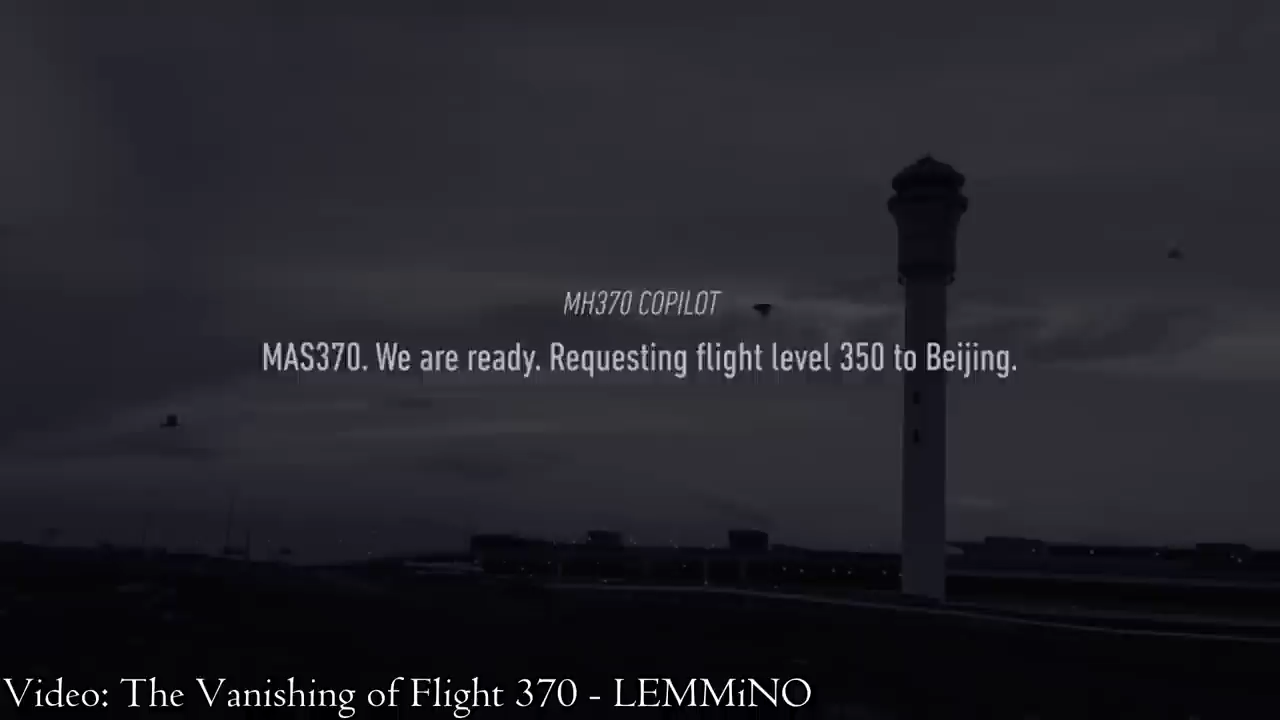 MH370 COPILOT
MAS370. We are ready. Requesting flight level 350 to Beijing.
Video: The Vanishing of Flight 370 - LEMMiNO